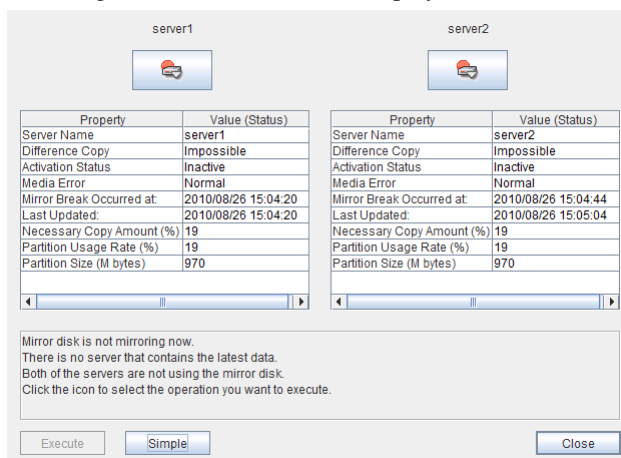 server1 server2
Property Value (Status) Property Value (Status)
Server Name server1 Server Name server2
Difference Copy Impossible Difference Copy Impossible
Activation Status Inactive Activation Status Inactive
Media Error Normal Media Error Normal
Mirror Break Occurred at: 2010/08/26 15:04:20 Mirror Break Occurred at: 2010/08/26 15:04:44
Last Updated: 2010/08/26 15:04:20 Last Updated: 2010/08/26 15:05:04
Necessary Copy Amount (%) 19 Necessary Copy Amount (%) 19
Partition Usage Rate (%) 19 Partition Usage Rate (%) 19
Partition Size (M bytes) 970 Partition Size (M bytes) 970
Mirror disk is not mirroring now.
There is no server that contains the latest data.
Both of the servers are not using the mirror disk.
Click the icon to select the operation you want to execute.
Execute Simple Close